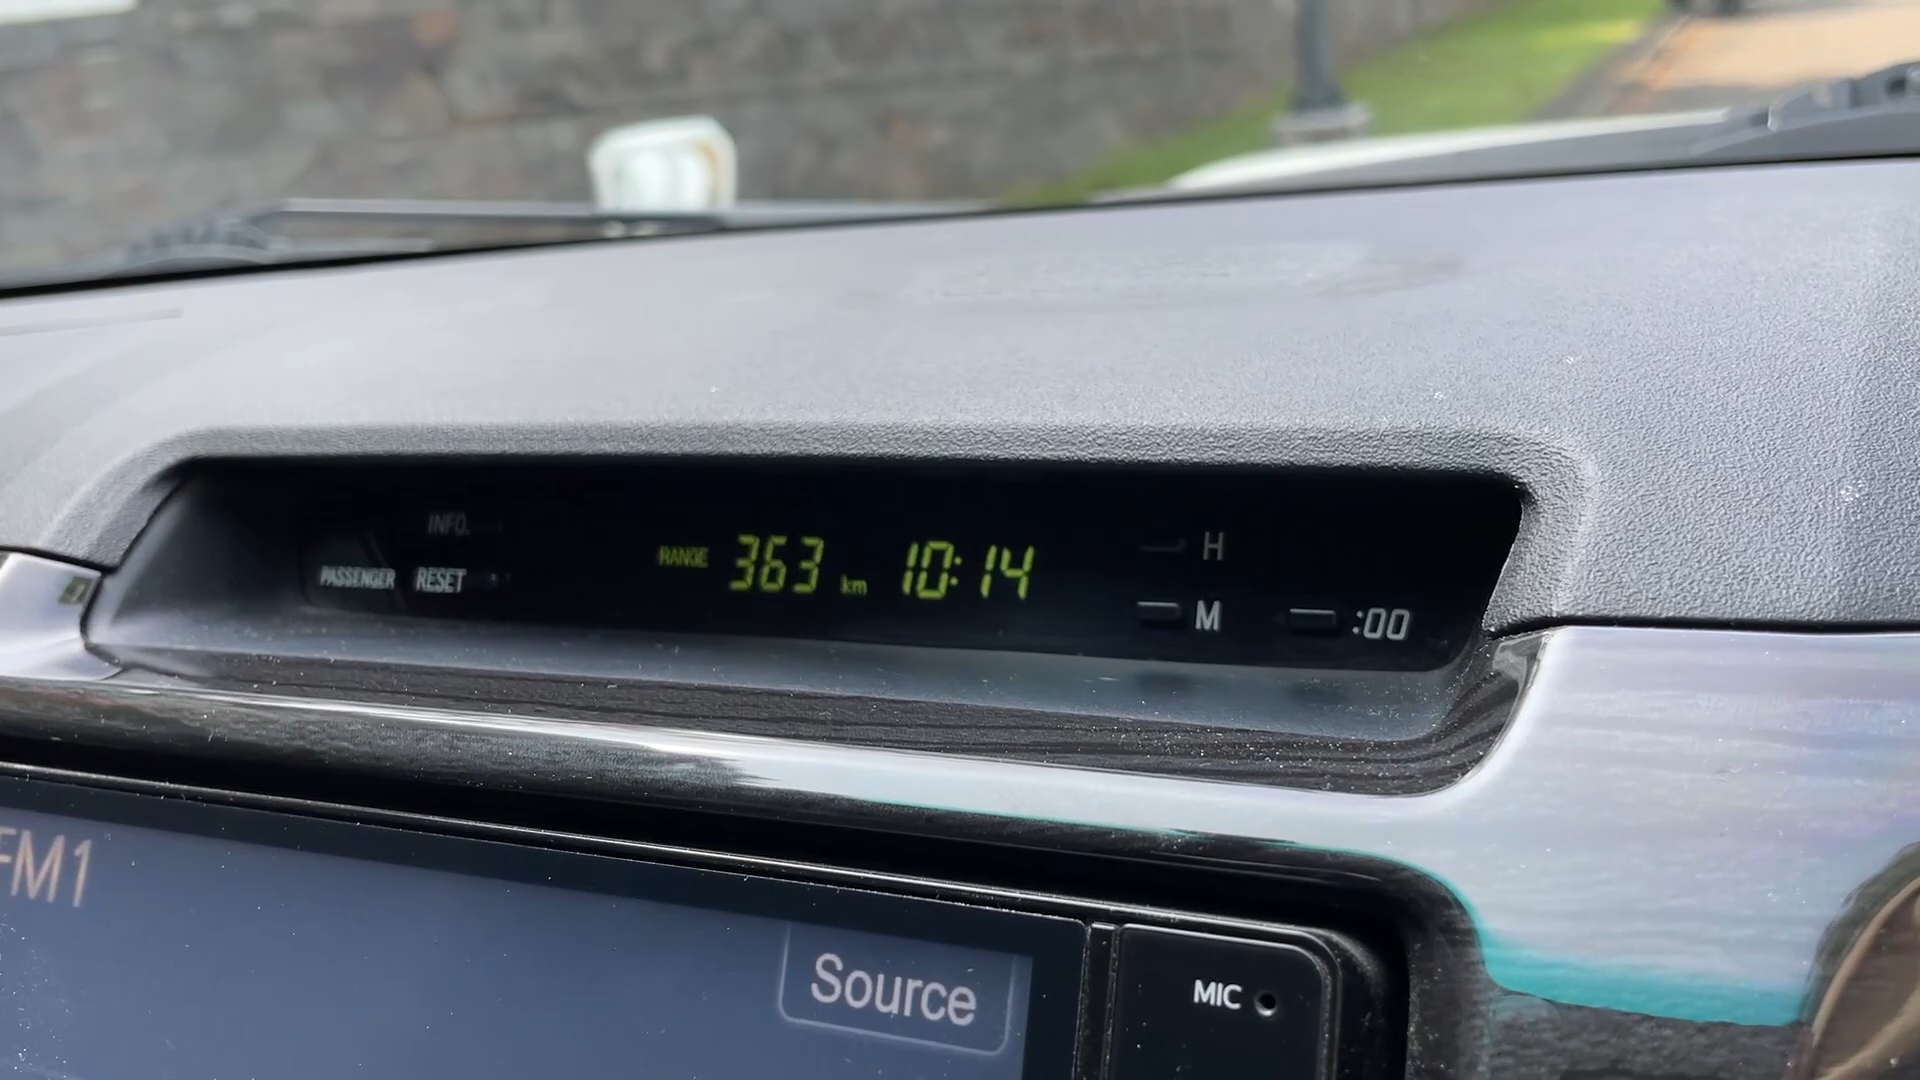 INFO.
PASSENGER RESET
RANGE 363 km 10:14
H
M :00
FM1
Source
MIC